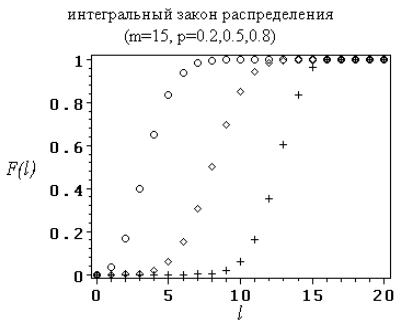 интегральный закон распределения
(m=15, p=0.2,0.5,0.8)
1
0.8
F(l)
0.6
0.4
0.2
0
0 5 10 15 20
l